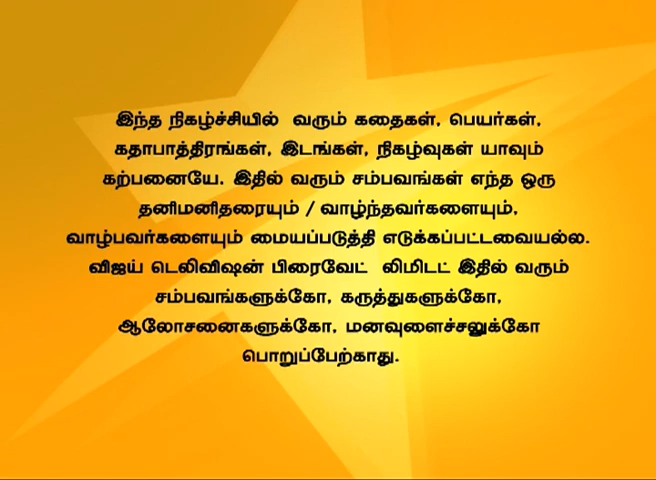 இந்த நிகழ்ச்சியில் வரும் கதைகள், பெயர்கள்,
கதாபாத்திரங்கள், இடங்கள், நிகழ்வுகள் யாவும்
கற்பனையே. இதில் வரும் சம்பவங்கள் எந்த ஒரு
தனிமனிதரையும் / வாழ்ந்தவர்களையும்,
வாழ்பவர்களையும் மையப்படுத்தி எடுக்கப்பட்டவையல்ல.
விஜய் டெலிவிஷன் பிரைவேட் லிமிடட் இதில் வரும்
சம்பவங்களுக்கோ, கருத்துகளுக்கோ,
ஆலோசனைகளுக்கோ, மனவுளைச்சலுக்கோ
பொறுப்பேற்காது.